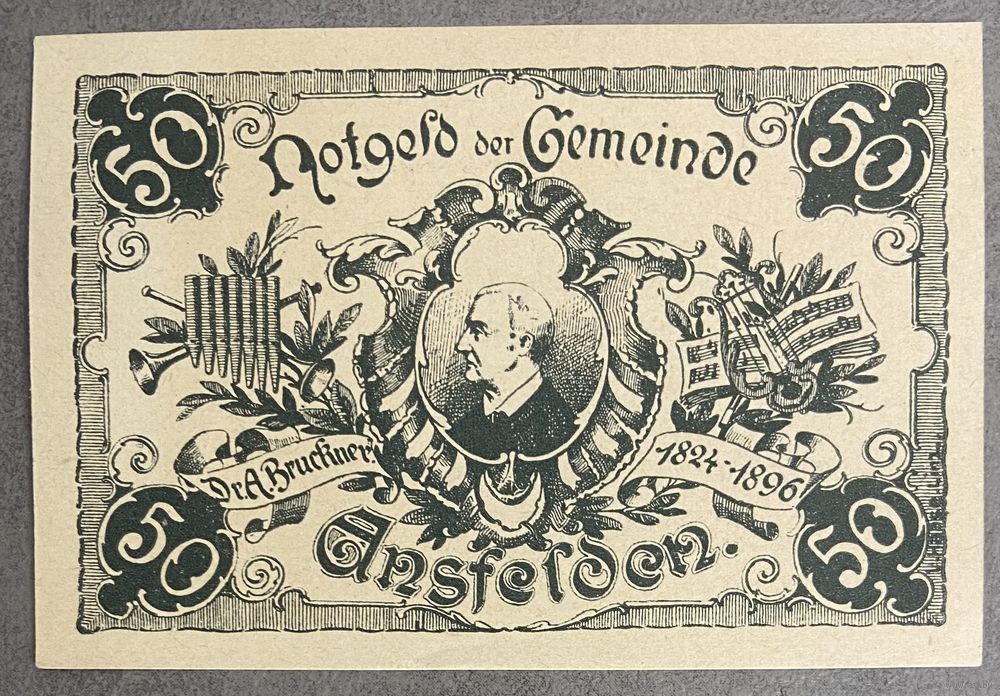 50 50
Notgeld der Gemeinde
Dr. A. Bruckner
1824-1896
50 50
Ansfelden.